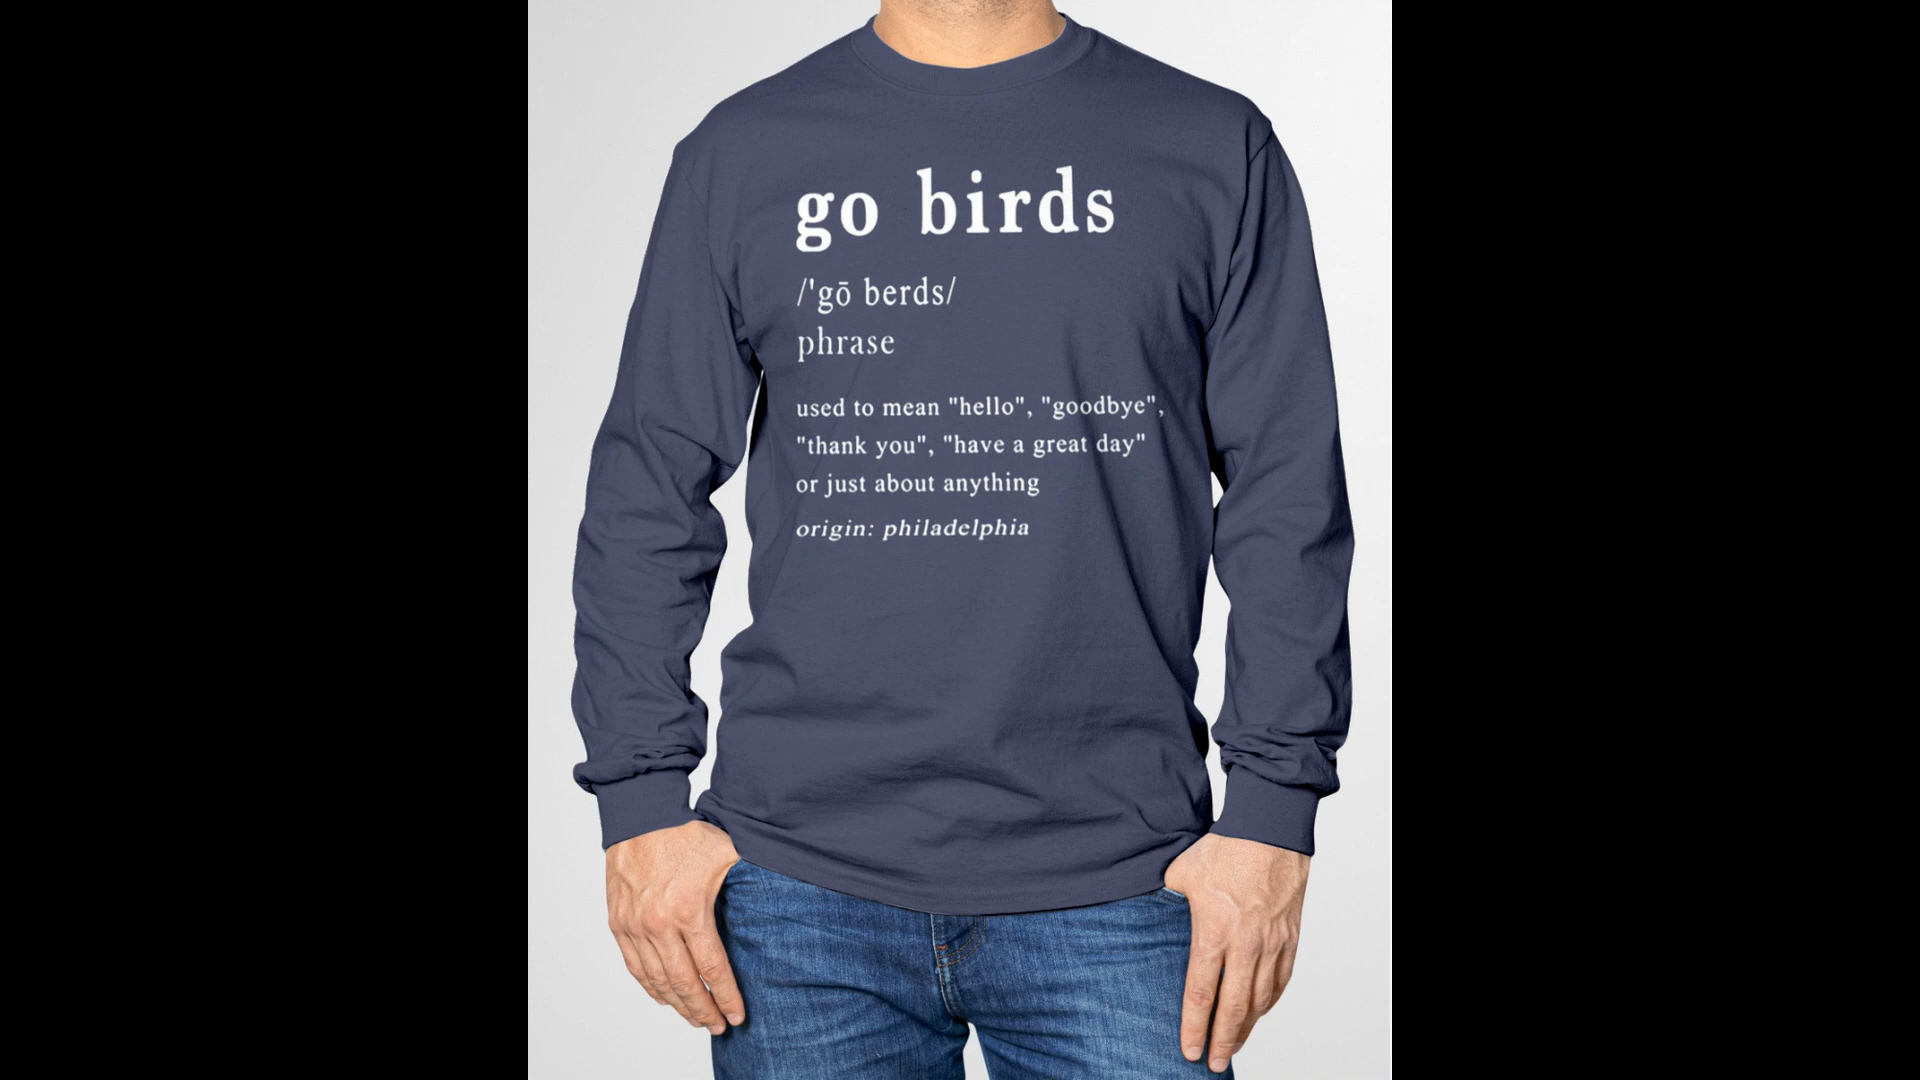 go birds
/'gō berds/
phrase
used to mean "hello", "goodbye",
"thank you", "have a great day"
or just about anything
origin: philadelphia